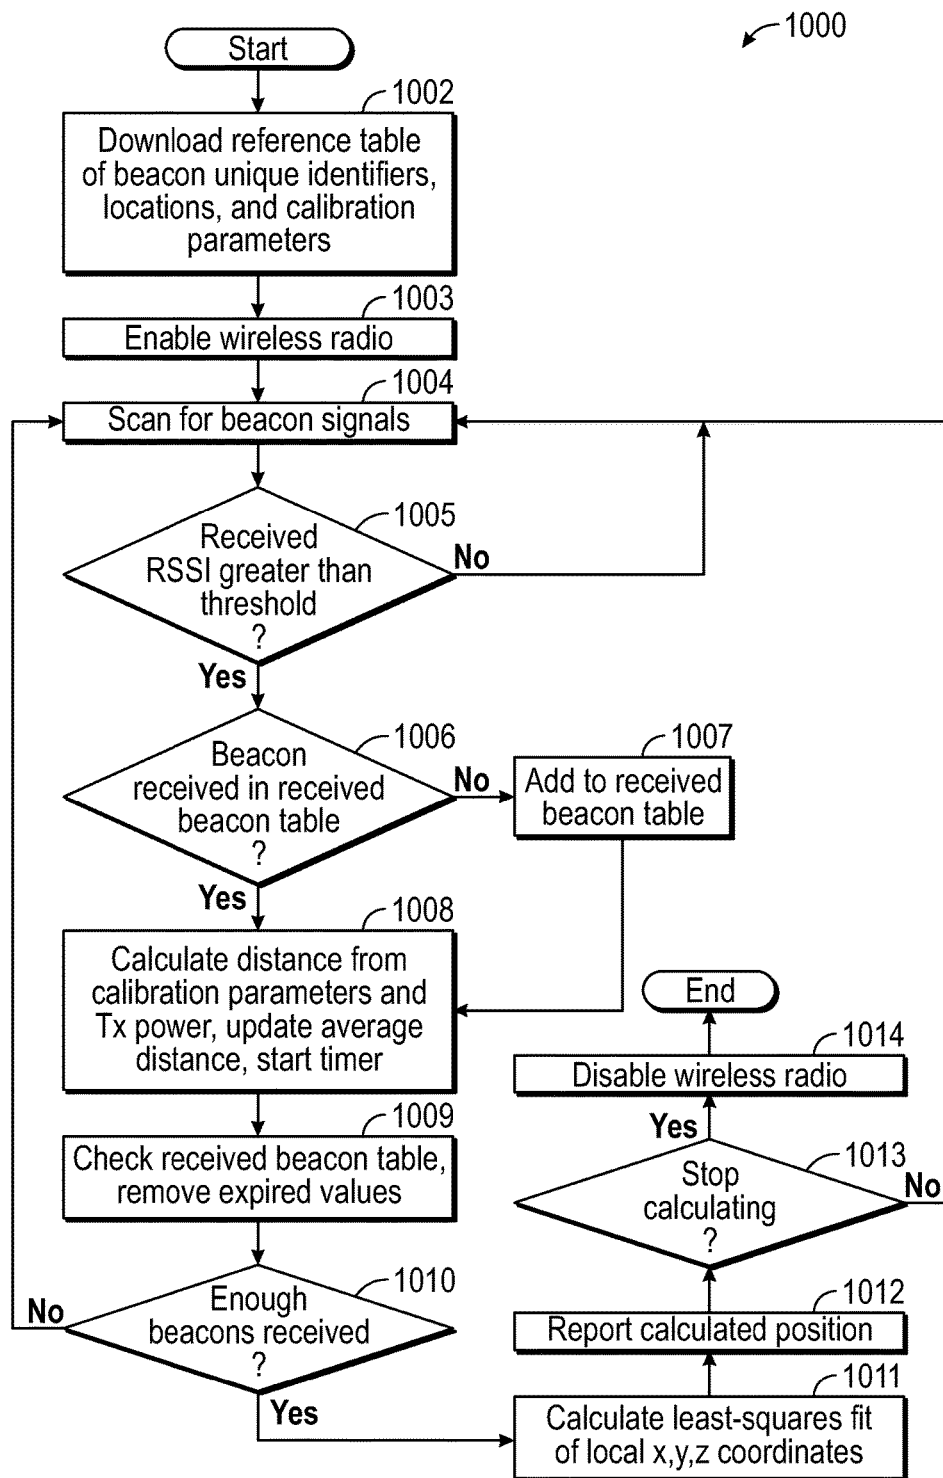 1000
Start
1002
Download reference table
of beacon unique identifiers,
locations, and calibration
parameters
1003
Enable wireless radio
1004
Scan for beacon signals
1005
Received
RSSI greater than
threshold
?
No
Yes
1006
Beacon
received in received
beacon table
?
No
1007
Add to received
beacon table
Yes
1008
Calculate distance from
calibration parameters and
Tx power, update average
distance, start timer
1009
Check received beacon table,
remove expired values
1010
Enough
beacons received
?
No
Yes
1011
Calculate least-squares fit
of local x,y,z coordinates
1012
Report calculated position
1013
Stop
calculating
?
No
Yes
1014
Disable wireless radio
End